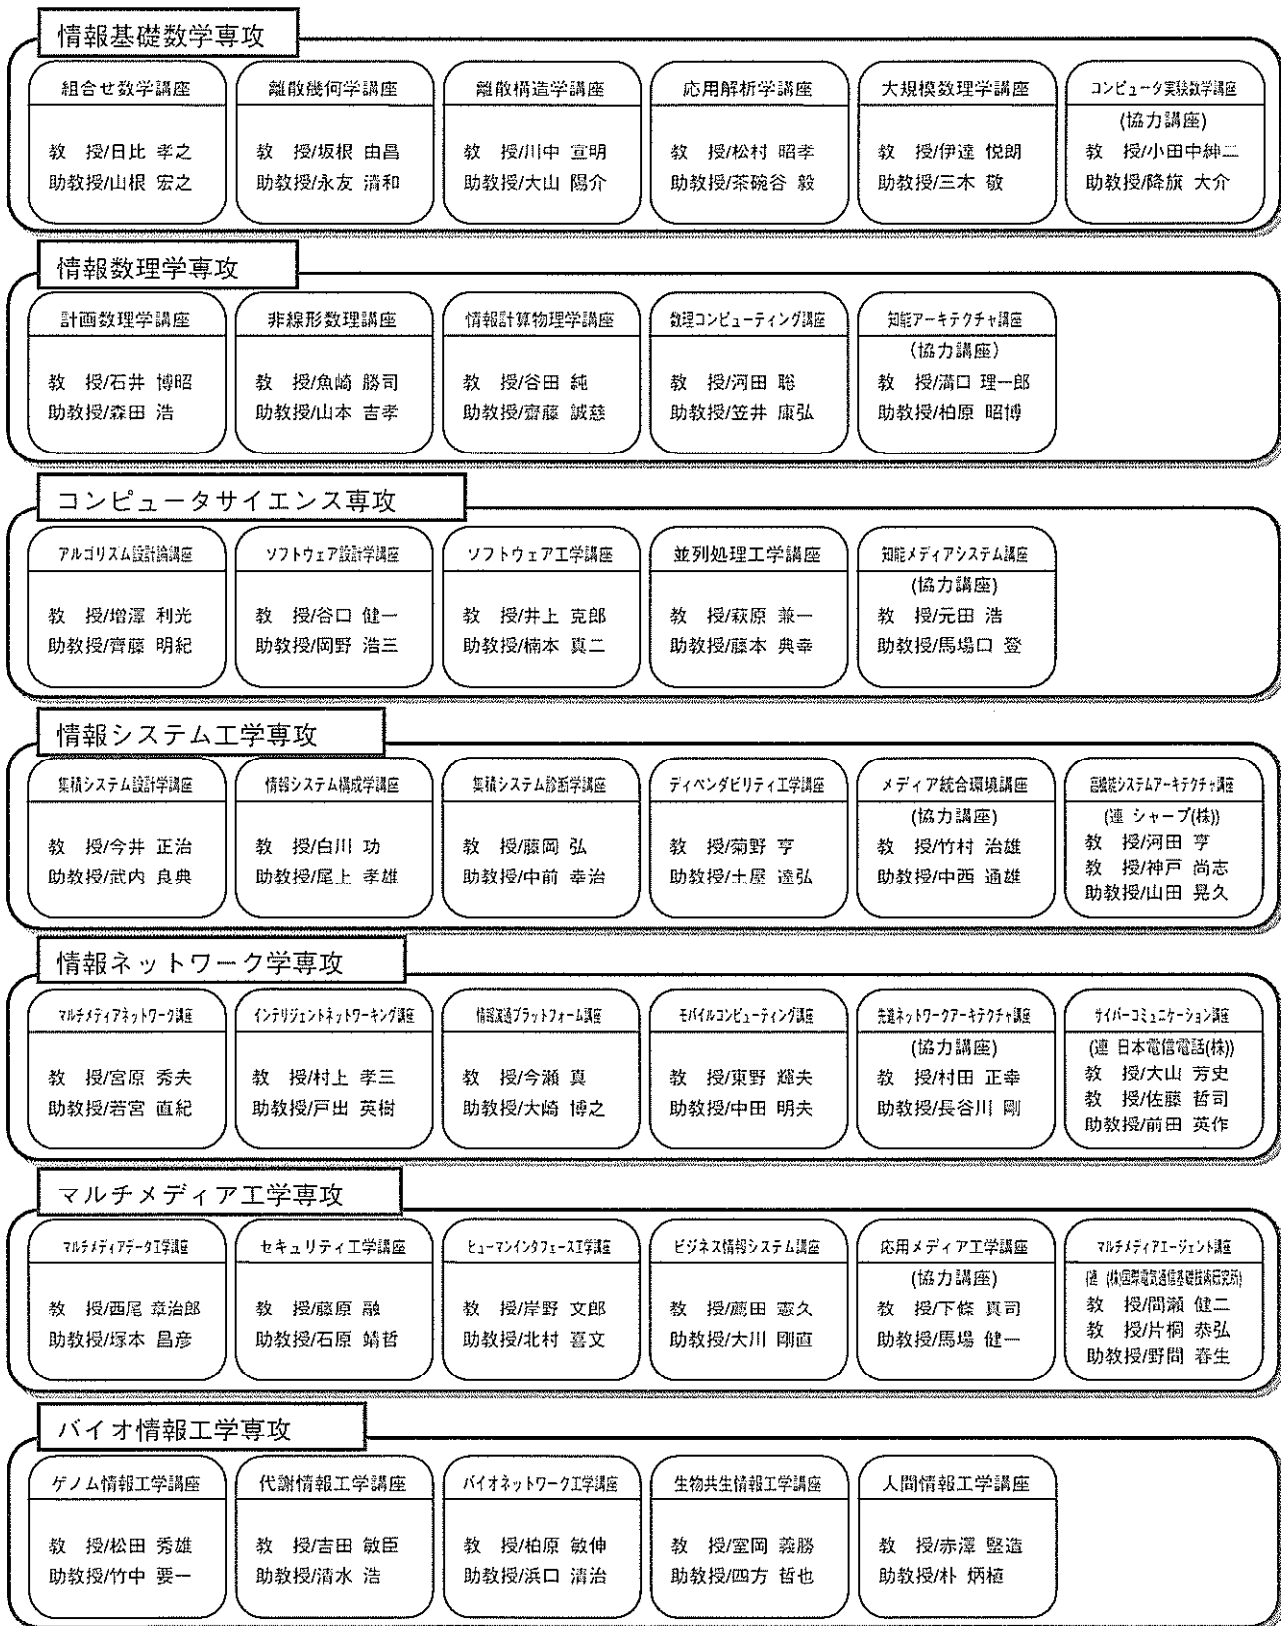 情報基礎数学専攻
組合せ数学講座
教 授/日比 孝之
助教授/山根 宏之
離散幾何学講座
教 授/坂根 由昌
助教授/永友 清和
離散構造学講座
教 授/川中 宣明
助教授/大山 陽介
応用解析学講座
教 授/松村 昭孝
助教授/茶碗谷 毅
大規模数理学講座
教 授/伊達 悦朗
助教授/三木 敬
コンピュータ実験数学講座
(協力講座)
教 授/小田中紳二
助教授/降旗 大介
情報数理学専攻
計画数理学講座
教 授/石井 博昭
助教授/森田 浩
非線形数理講座
教 授/魚崎 勝司
助教授/山本 吉孝
情報計算物理学講座
教 授/谷田 純
助教授/齋藤 誠慈
数理コンピューティング講座
教 授/河田 聡
助教授/笠井 康弘
知能アーキテクチャ講座
(協力講座)
教 授/溝口 理一郎
助教授/柏原 昭博
コンピュータサイエンス専攻
アルゴリズム設計論講座
教 授/増澤 利光
助教授/齊藤 明紀
ソフトウェア設計学講座
教 授/谷口 健一
助教授/岡野 浩三
ソフトウェア工学講座
教 授/井上 克郎
助教授/楠本 真二
並列処理工学講座
教 授/萩原 兼一
助教授/藤本 典幸
知能メディアシステム講座
(協力講座)
教 授/元田 浩
助教授/馬場口 登
情報システム工学専攻
集積システム設計学講座
教 授/今井 正治
助教授/武内 良典
情報システム構成学講座
教 授/白川 功
助教授/尾上 孝雄
集積システム診断学講座
教 授/藤岡 弘
助教授/中前 幸治
ディペンダビリティ工学講座
教 授/菊野 亨
助教授/土屋 達弘
メディア統合環境講座
(協力講座)
教 授/竹村 治雄
助教授/中西 通雄
高機能システムアーキテクチャ講座
(連 シャープ(株))
教 授/河田 亨
教 授/神戸 尚志
助教授/山田 晃久
情報ネットワーク学専攻
マルチメディアネットワーク講座
教 授/宮原 秀夫
助教授/若宮 直紀
インテリジェントネットワーキング講座
教 授/村上 孝三
助教授/戸出 英樹
情報流通プラットフォーム講座
教 授/今瀬 真
助教授/大崎 博之
モバイルコンピューティング講座
教 授/東野 輝夫
助教授/中田 明夫
先進ネットワークアーキテクチャ講座
(協力講座)
教 授/村田 正幸
助教授/長谷川 剛
サイバーコミュニケーション講座
(連 日本電信電話(株))
教 授/大山 芳史
教 授/佐藤 哲司
助教授/前田 英作
マルチメディア工学専攻
マルチメディアデータ工学講座
教 授/西尾 章治郎
助教授/塚本 昌彦
セキュリティ工学講座
教 授/藤原 融
助教授/石原 靖哲
ヒューマンインタフェース工学講座
教 授/岸野 文郎
助教授/北村 喜文
ビジネス情報システム講座
教 授/薦田 憲久
助教授/大川 剛直
応用メディア工学講座
(協力講座)
教 授/下條 真司
助教授/馬場 健一
マルチメディアエージェント講座
(連 (株)国際電気通信基礎技術研究所)
教 授/間瀬 健二
教 授/片桐 恭弘
助教授/野間 春生
バイオ情報工学専攻
ゲノム情報工学講座
教 授/松田 秀雄
助教授/竹中 要一
代謝情報工学講座
教 授/吉田 敏臣
助教授/清水 浩
バイオネットワーク工学講座
教 授/柏原 敏伸
助教授/浜口 清治
生物共生情報工学講座
教 授/室岡 義勝
助教授/四方 哲也
人間情報工学講座
教 授/赤澤 堅造
助教授/朴 炳植